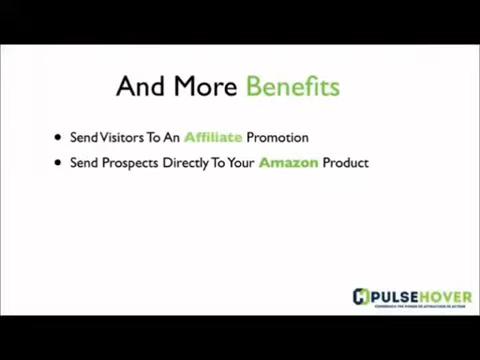 And More Benefits
• Send Visitors To An Affiliate Promotion
• Send Prospects Directly To Your Amazon Product
PULSEHOVER